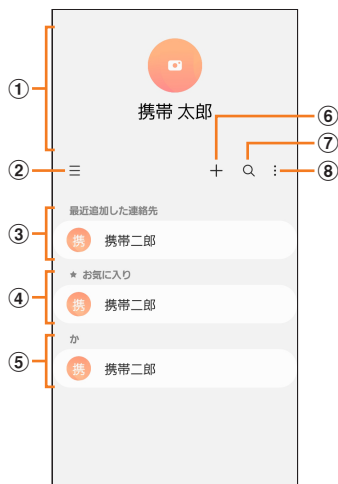 ①
携帯 太郎
⑥
⑦
②
⑧
最近追加した連絡先
③
携 携帯二郎
★ お気に入り
④
携 携帯二郎
か
⑤
携 携帯二郎